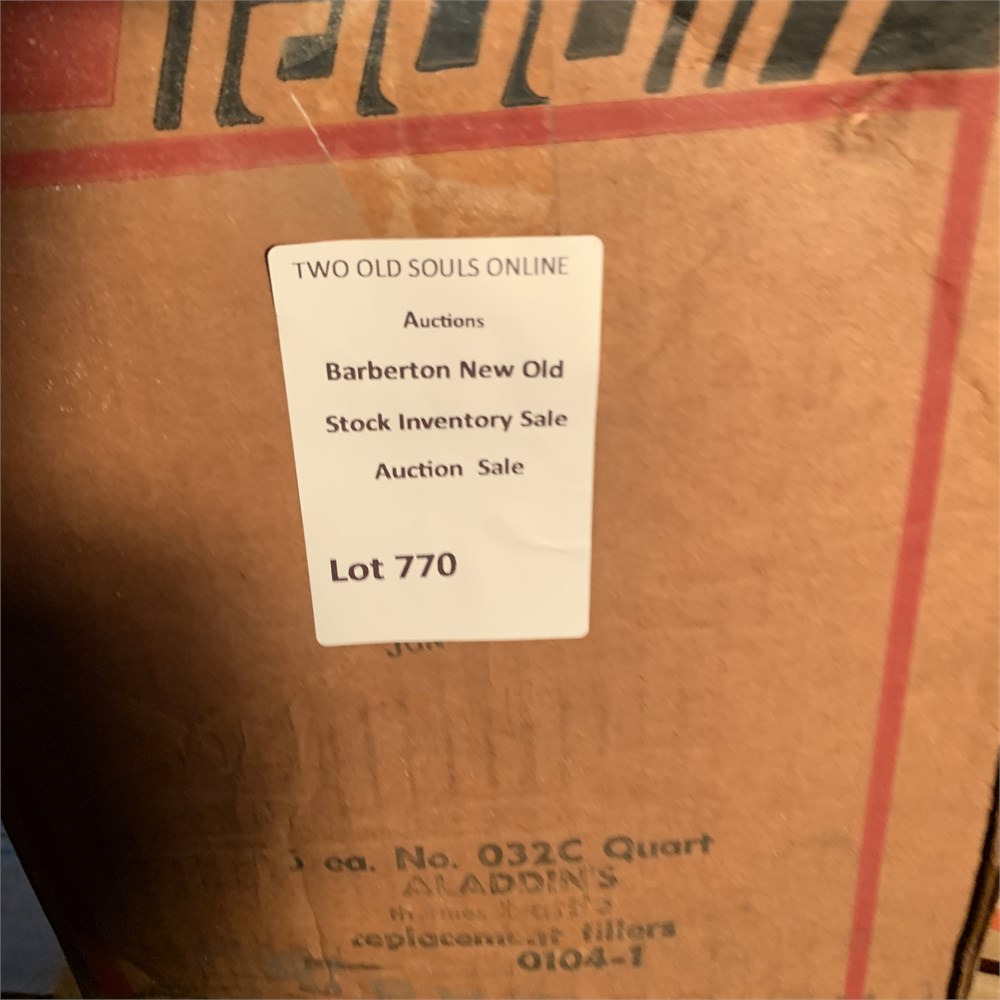 TWO OLD SOULS ONLINE
Auctions
Barberton New Old
Stock Inventory Sale
Auction Sale
Lot 770
ea. No. 032C Quart
ALADDIN'S
replacement fillers
0104-1